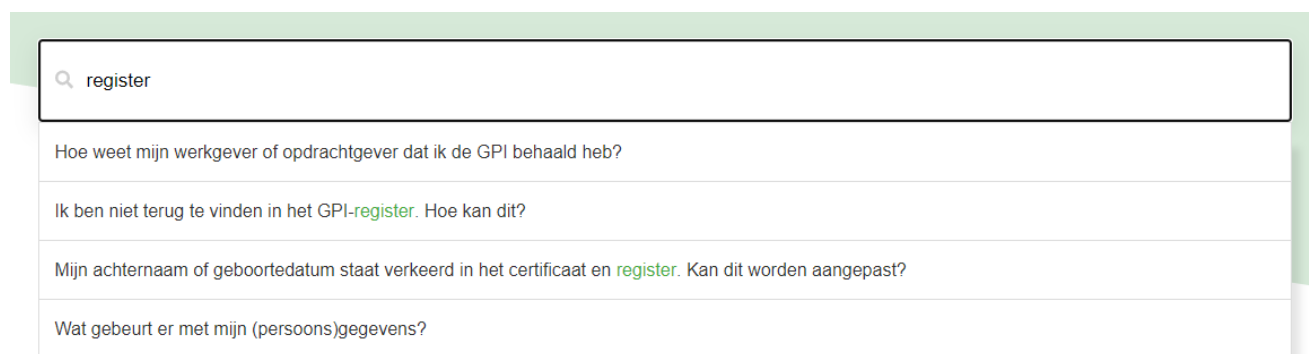 register
Hoe weet mijn werkgever of opdrachtgever dat ik de GPI behaald heb?
Ik ben niet terug te vinden in het GPI-register. Hoe kan dit?
Mijn achternaam of geboortedatum staat verkeerd in het certificaat en register. Kan dit worden aangepast?
Wat gebeurt er met mijn (persoons)gegevens?